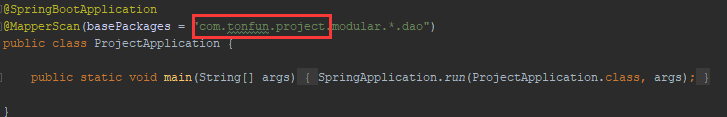 @SpringBootApplication
@MapperScan(basePackages = "com.tonfun.project.modular.*.dao")
public class ProjectApplication {
public static void main(String[] args) { SpringApplication.run(ProjectApplication.class, args); }
}